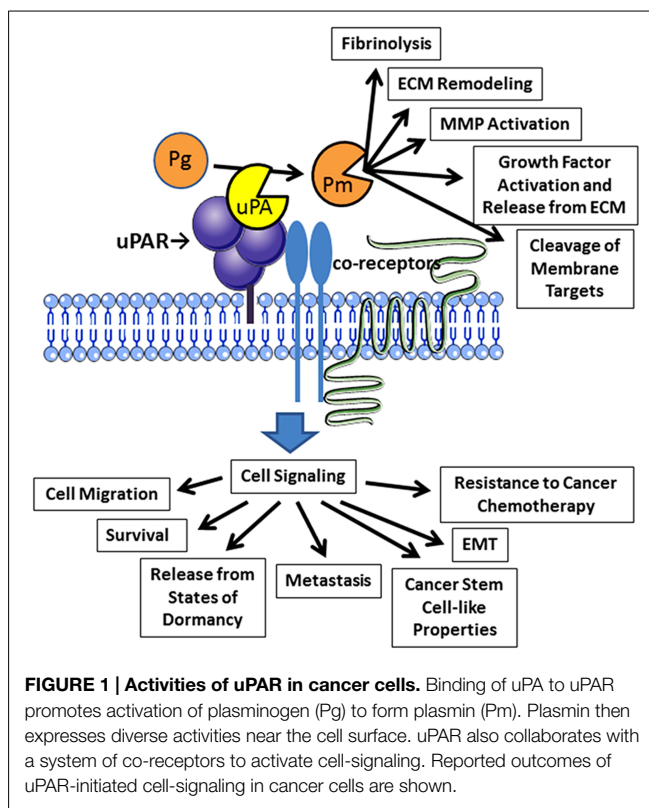 Fibrinolysis
ECM Remodeling
MMP Activation
Growth Factor
Activation and
Release from ECM
Cleavage of
Membrane
Targets
Pg
Pm
uPA
uPAR→
co-receptors
Cell Signaling
Cell Migration
Survival
Release from
States of
Dormancy
Metastasis
Cancer Stem
Cell-like
Properties
EMT
Resistance to Cancer
Chemotherapy
FIGURE 1 | Activities of uPAR in cancer cells. Binding of uPA to uPAR
promotes activation of plasminogen (Pg) to form plasmin (Pm). Plasmin then
expresses diverse activities near the cell surface. uPAR also collaborates with
a system of co-receptors to activate cell-signaling. Reported outcomes of
uPAR-initiated cell-signaling in cancer cells are shown.